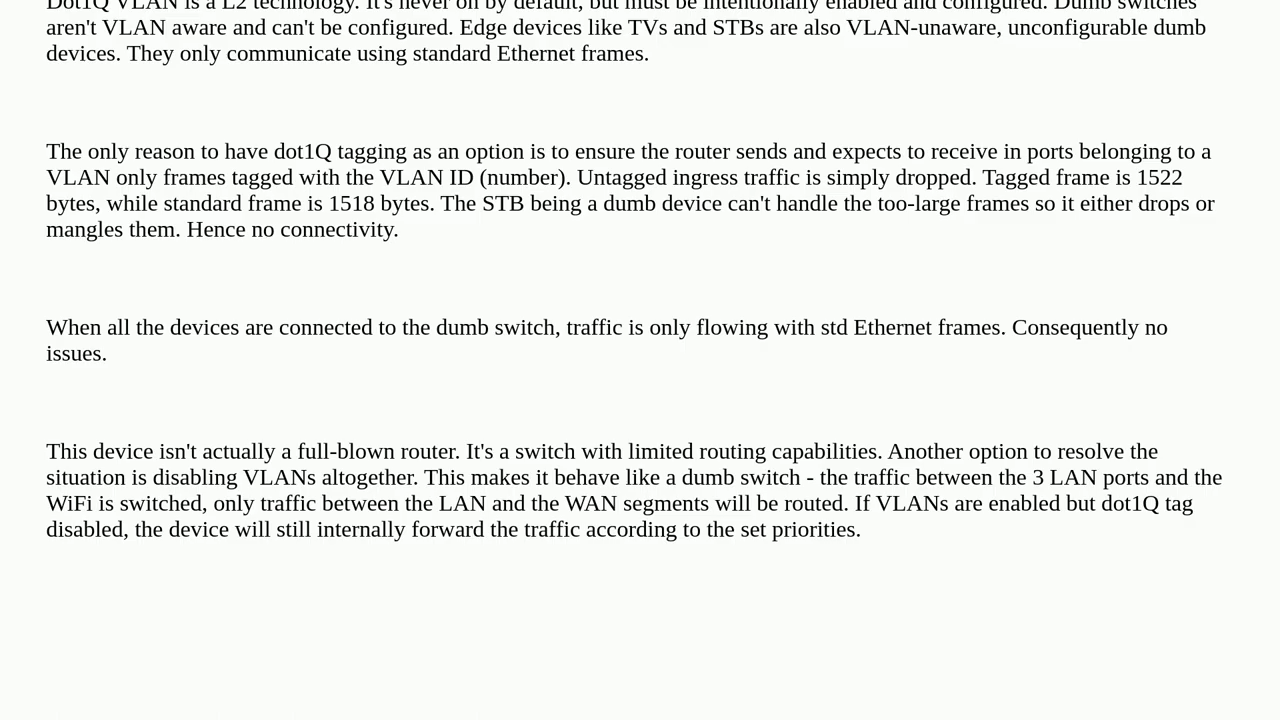 Dot1Q VLAN is a L2 technology. It's never on by default, but must be intentionally enabled and configured. Dumb switches
aren't VLAN aware and can't be configured. Edge devices like TVs and STBs are also VLAN-unaware, unconfigurable dumb
devices. They only communicate using standard Ethernet frames.
The only reason to have dot1Q tagging as an option is to ensure the router sends and expects to receive in ports belonging to a
VLAN only frames tagged with the VLAN ID (number). Untagged ingress traffic is simply dropped. Tagged frame is 1522
bytes, while standard frame is 1518 bytes. The STB being a dumb device can't handle the too-large frames so it either drops or
mangles them. Hence no connectivity.
When all the devices are connected to the dumb switch, traffic is only flowing with std Ethernet frames. Consequently no
issues.
This device isn't actually a full-blown router. It's a switch with limited routing capabilities. Another option to resolve the
situation is disabling VLANs altogether. This makes it behave like a dumb switch - the traffic between the 3 LAN ports and the
WiFi is switched, only traffic between the LAN and the WAN segments will be routed. If VLANs are enabled but dot1Q tag
disabled, the device will still internally forward the traffic according to the set priorities.